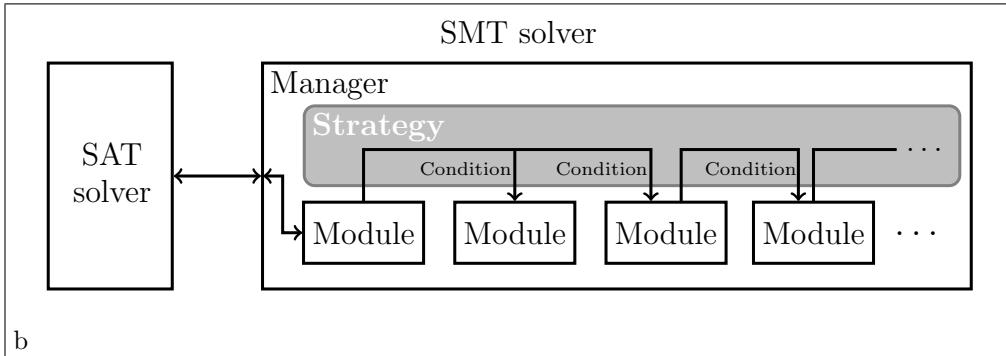 SMT solver
Manager
Strategy
SAT
solver
Condition
Condition
Condition
· · ·
Module
Module
Module
Module
· · ·
b